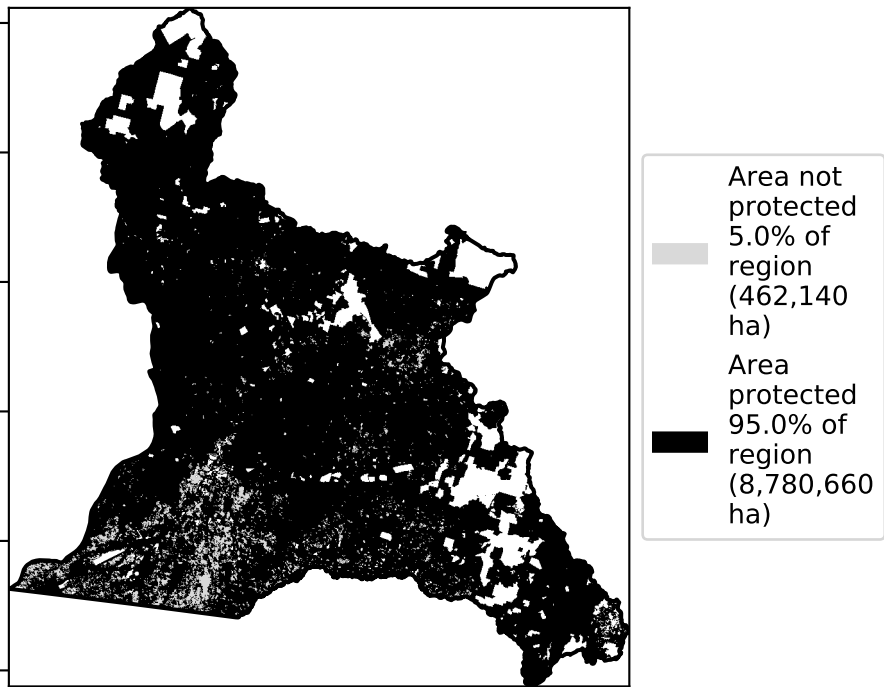 Area not
protected
5.0% of
region
(462,140
ha)
Area
protected
95.0% of
region
(8,780,660
ha)